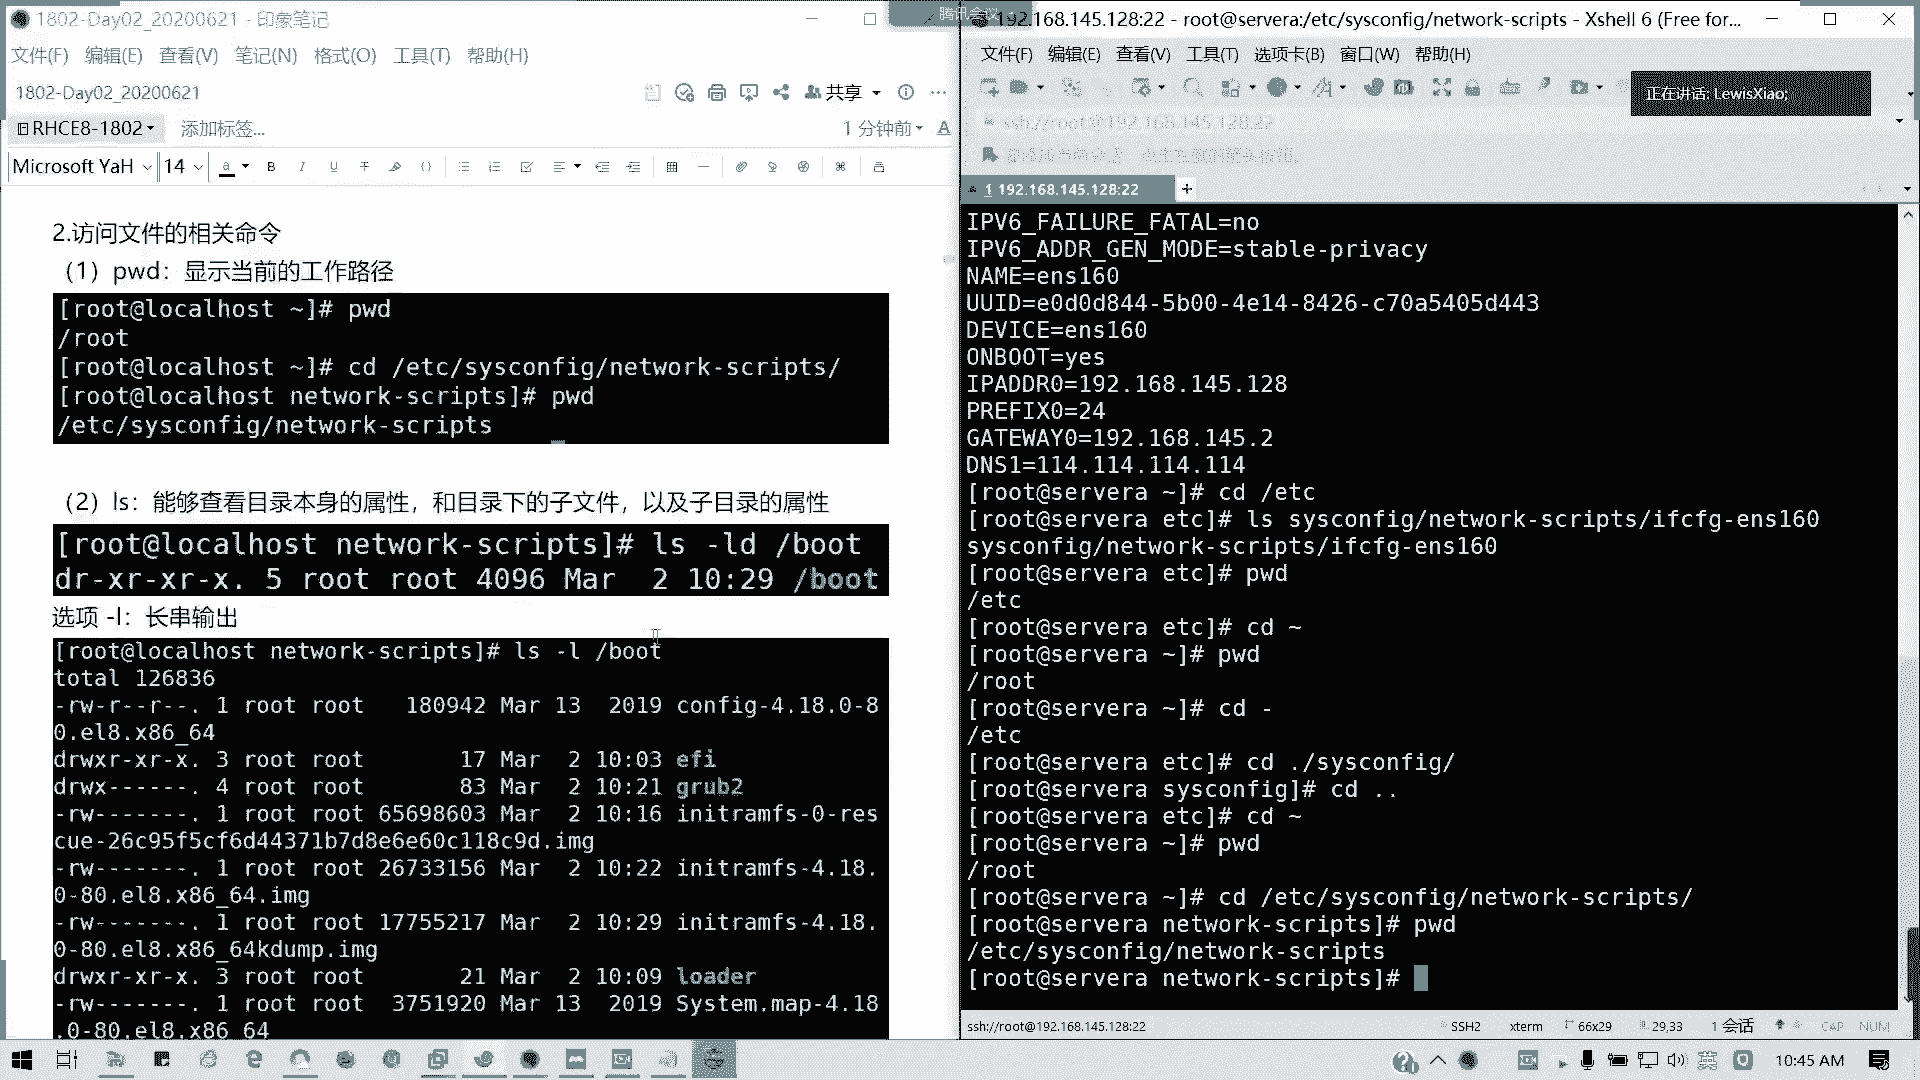 1802-Day02_20200621 - 印象笔记
文件(F) 编辑(E) 查看(V) 笔记(N) 格式(O) 工具(T) 帮助(H)
1802-Day02_20200621
共享
RHCE8-1802
添加标签...
1 分钟前
Microsoft YaH
14
2.访问文件的相关命令
（1）pwd：显示当前的工作路径
[root@localhost ~]# pwd
/root
[root@localhost ~]# cd /etc/sysconfig/network-scripts/
[root@localhost network-scripts]# pwd
/etc/sysconfig/network-scripts
（2）ls：能够查看目录本身的属性，和目录下的子文件，以及子目录的属性
[root@localhost network-scripts]# ls -ld /boot
dr-xr-xr-x. 5 root root 4096 Mar  2 10:29 /boot
选项 -l：长串输出
[root@localhost network-scripts]# ls -l /boot
total 126836
-rw-r--r--. 1 root root   180942 Mar 13  2019 config-4.18.0-8
0.el8.x86_64
drwxr-xr-x. 3 root root       17 Mar  2 10:03 efi
drwx------. 4 root root       83 Mar  2 10:21 grub2
-rw-------. 1 root root 65698603 Mar  2 10:16 initramfs-0-res
cue-26c95f5cf6d44371b7d8e6e60c118c9d.img
-rw-------. 1 root root 26733156 Mar  2 10:22 initramfs-4.18.
0-80.el8.x86_64.img
-rw-------. 1 root root 17755217 Mar  2 10:29 initramfs-4.18.
0-80.el8.x86_64kdump.img
drwxr-xr-x. 3 root root       21 Mar  2 10:09 loader
-rw-------. 1 root root  3751920 Mar 13  2019 System.map-4.18
.0-80.el8.x86_64
腾讯会议
192.168.145.128:22 - root@servera:/etc/sysconfig/network-scripts - Xshell 6 (Free for...
文件(F) 编辑(E) 查看(V) 工具(T) 选项卡(B) 窗口(W) 帮助(H)
正在讲话: LewisXiao;
ssh://root@192.168.145.128:22
1 192.168.145.128:22
IPV6_FAILURE_FATAL=no
IPV6_ADDR_GEN_MODE=stable-privacy
NAME=ens160
UUID=e0d0d844-5b00-4e14-8426-c70a5405d443
DEVICE=ens160
ONBOOT=yes
IPADDR0=192.168.145.128
PREFIX0=24
GATEWAY0=192.168.145.2
DNS1=114.114.114.114
[root@servera ~]# cd /etc
[root@servera etc]# ls sysconfig/network-scripts/ifcfg-ens160
sysconfig/network-scripts/ifcfg-ens160
[root@servera etc]# pwd
/etc
[root@servera etc]# cd ~
[root@servera ~]# pwd
/root
[root@servera ~]# cd -
/etc
[root@servera etc]# cd ./sysconfig/
[root@servera sysconfig]# cd ..
[root@servera etc]# cd ~
[root@servera ~]# pwd
/root
[root@servera ~]# cd /etc/sysconfig/network-scripts/
[root@servera network-scripts]# pwd
/etc/sysconfig/network-scripts
[root@servera network-scripts]#
ssh://root@192.168.145.128:22
SSH2
xterm
66x29
29,33
1 会话
CAP
NUM
英
10:45 AM